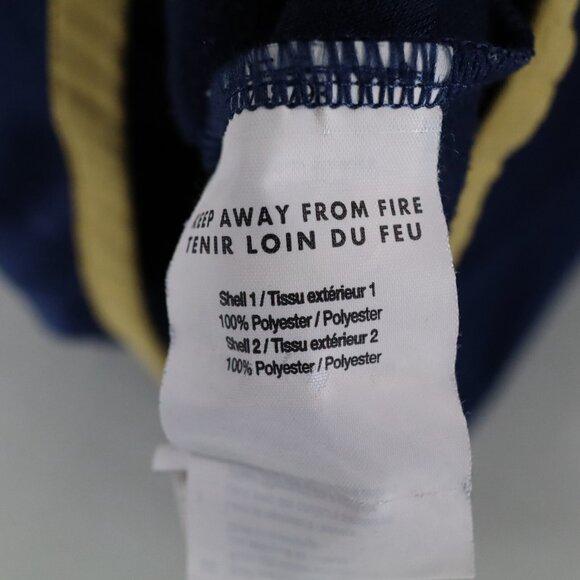 KEEP AWAY FROM FIRE
TENIR LOIN DU FEU
Shell 1 / Tissu extérieur 1
100% Polyester / Polyester
Shell 2 / Tissu extérieur 2
100% Polyester / Polyester